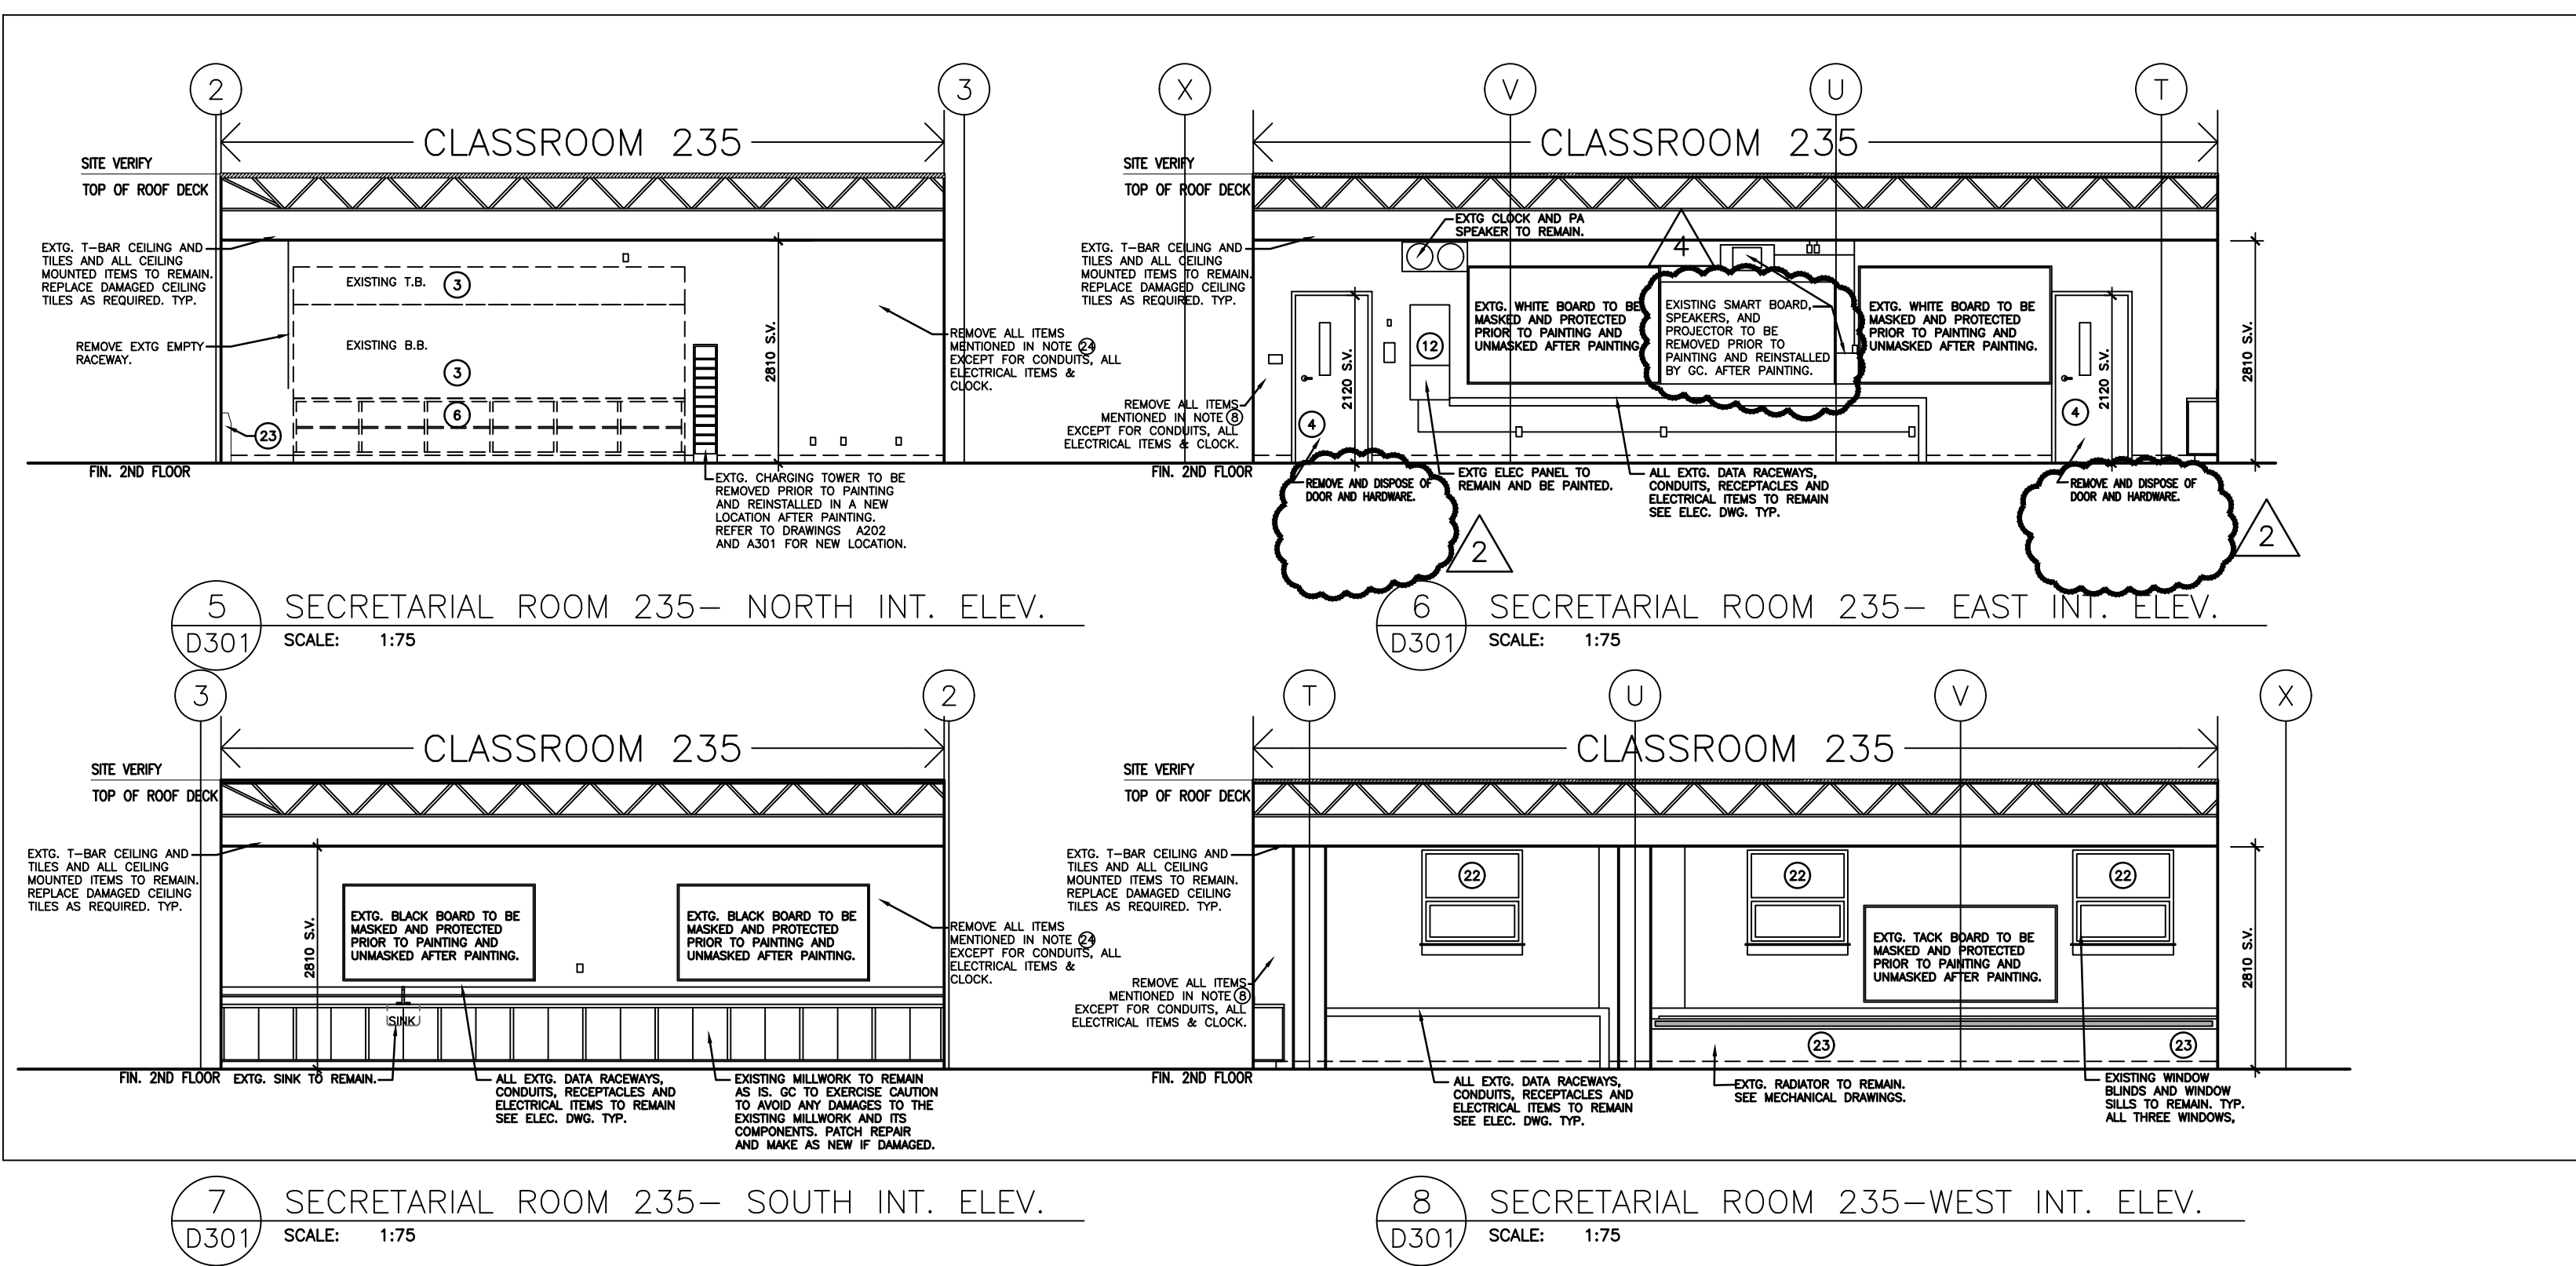 2
3
CLASSROOM 235
SITE VERIFY
TOP OF ROOF DECK
EXTG. T-BAR CEILING AND
TILES AND ALL CEILING
MOUNTED ITEMS TO REMAIN.
REPLACE DAMAGED CEILING
TILES AS REQUIRED. TYP.
REMOVE EXTG EMPTY
RACEWAY.
EXISTING T.B.
3
EXISTING B.B.
3
6
23
2810 S.V.
REMOVE ALL ITEMS
MENTIONED IN NOTE 24
EXCEPT FOR CONDUITS, ALL
ELECTRICAL ITEMS &
CLOCK.
FIN. 2ND FLOOR
EXTG. CHARGING TOWER TO BE
REMOVED PRIOR TO PAINTING
AND REINSTALLED IN A NEW
LOCATION AFTER PAINTING.
REFER TO DRAWINGS A202
AND A301 FOR NEW LOCATION.
5
D301
SECRETARIAL ROOM 235- NORTH INT. ELEV.
SCALE: 1:75
X
V
U
T
CLASSROOM 235
SITE VERIFY
TOP OF ROOF DECK
EXTG CLOCK AND PA
SPEAKER TO REMAIN.
4
EXTG. T-BAR CEILING AND
TILES AND ALL CEILING
MOUNTED ITEMS TO REMAIN.
REPLACE DAMAGED CEILING
TILES AS REQUIRED. TYP.
EXTG. WHITE BOARD TO BE
MASKED AND PROTECTED
PRIOR TO PAINTING AND
UNMASKED AFTER PAINTING.
EXISTING SMART BOARD,
SPEAKERS, AND
PROJECTOR TO BE
REMOVED PRIOR TO
PAINTING AND REINSTALLED
BY GC. AFTER PAINTING.
EXTG. WHITE BOARD TO BE
MASKED AND PROTECTED
PRIOR TO PAINTING AND
UNMASKED AFTER PAINTING.
12
2120 S.V.
2120 S.V.
2810 S.V.
4
4
REMOVE ALL ITEMS
MENTIONED IN NOTE 8
EXCEPT FOR CONDUITS, ALL
ELECTRICAL ITEMS & CLOCK.
FIN. 2ND FLOOR
REMOVE AND DISPOSE OF
DOOR AND HARDWARE.
2
EXTG ELEC PANEL TO
REMAIN AND BE PAINTED.
ALL EXTG. DATA RACEWAYS,
CONDUITS, RECEPTACLES AND
ELECTRICAL ITEMS TO REMAIN
SEE ELEC. DWG. TYP.
REMOVE AND DISPOSE OF
DOOR AND HARDWARE.
2
6
D301
SECRETARIAL ROOM 235- EAST INT. ELEV.
SCALE: 1:75
3
2
CLASSROOM 235
SITE VERIFY
TOP OF ROOF DECK
EXTG. T-BAR CEILING AND
TILES AND ALL CEILING
MOUNTED ITEMS TO REMAIN.
REPLACE DAMAGED CEILING
TILES AS REQUIRED. TYP.
2810 S.V.
EXTG. BLACK BOARD TO BE
MASKED AND PROTECTED
PRIOR TO PAINTING AND
UNMASKED AFTER PAINTING.
EXTG. BLACK BOARD TO BE
MASKED AND PROTECTED
PRIOR TO PAINTING AND
UNMASKED AFTER PAINTING.
REMOVE ALL ITEMS
MENTIONED IN NOTE 24
EXCEPT FOR CONDUITS, ALL
ELECTRICAL ITEMS &
CLOCK.
SINK
FIN. 2ND FLOOR
EXTG. SINK TO REMAIN.
ALL EXTG. DATA RACEWAYS,
CONDUITS, RECEPTACLES AND
ELECTRICAL ITEMS TO REMAIN
SEE ELEC. DWG. TYP.
EXISTING MILLWORK TO REMAIN
AS IS. GC TO EXERCISE CAUTION
TO AVOID ANY DAMAGES TO THE
EXISTING MILLWORK AND ITS
COMPONENTS. PATCH REPAIR
AND MAKE AS NEW IF DAMAGED.
7
D301
SECRETARIAL ROOM 235- SOUTH INT. ELEV.
SCALE: 1:75
T
U
V
X
CLASSROOM 235
SITE VERIFY
TOP OF ROOF DECK
EXTG. T-BAR CEILING AND
TILES AND ALL CEILING
MOUNTED ITEMS TO REMAIN.
REPLACE DAMAGED CEILING
TILES AS REQUIRED. TYP.
22
22
22
EXTG. TACK BOARD TO BE
MASKED AND PROTECTED
PRIOR TO PAINTING AND
UNMASKED AFTER PAINTING.
2810 S.V.
REMOVE ALL ITEMS
MENTIONED IN NOTE 8
EXCEPT FOR CONDUITS, ALL
ELECTRICAL ITEMS & CLOCK.
23
23
FIN. 2ND FLOOR
ALL EXTG. DATA RACEWAYS,
CONDUITS, RECEPTACLES AND
ELECTRICAL ITEMS TO REMAIN
SEE ELEC. DWG. TYP.
EXTG. RADIATOR TO REMAIN.
SEE MECHANICAL DRAWINGS.
EXISTING WINDOW
BLINDS AND WINDOW
SILLS TO REMAIN. TYP.
ALL THREE WINDOWS,
8
D301
SECRETARIAL ROOM 235-WEST INT. ELEV.
SCALE: 1:75